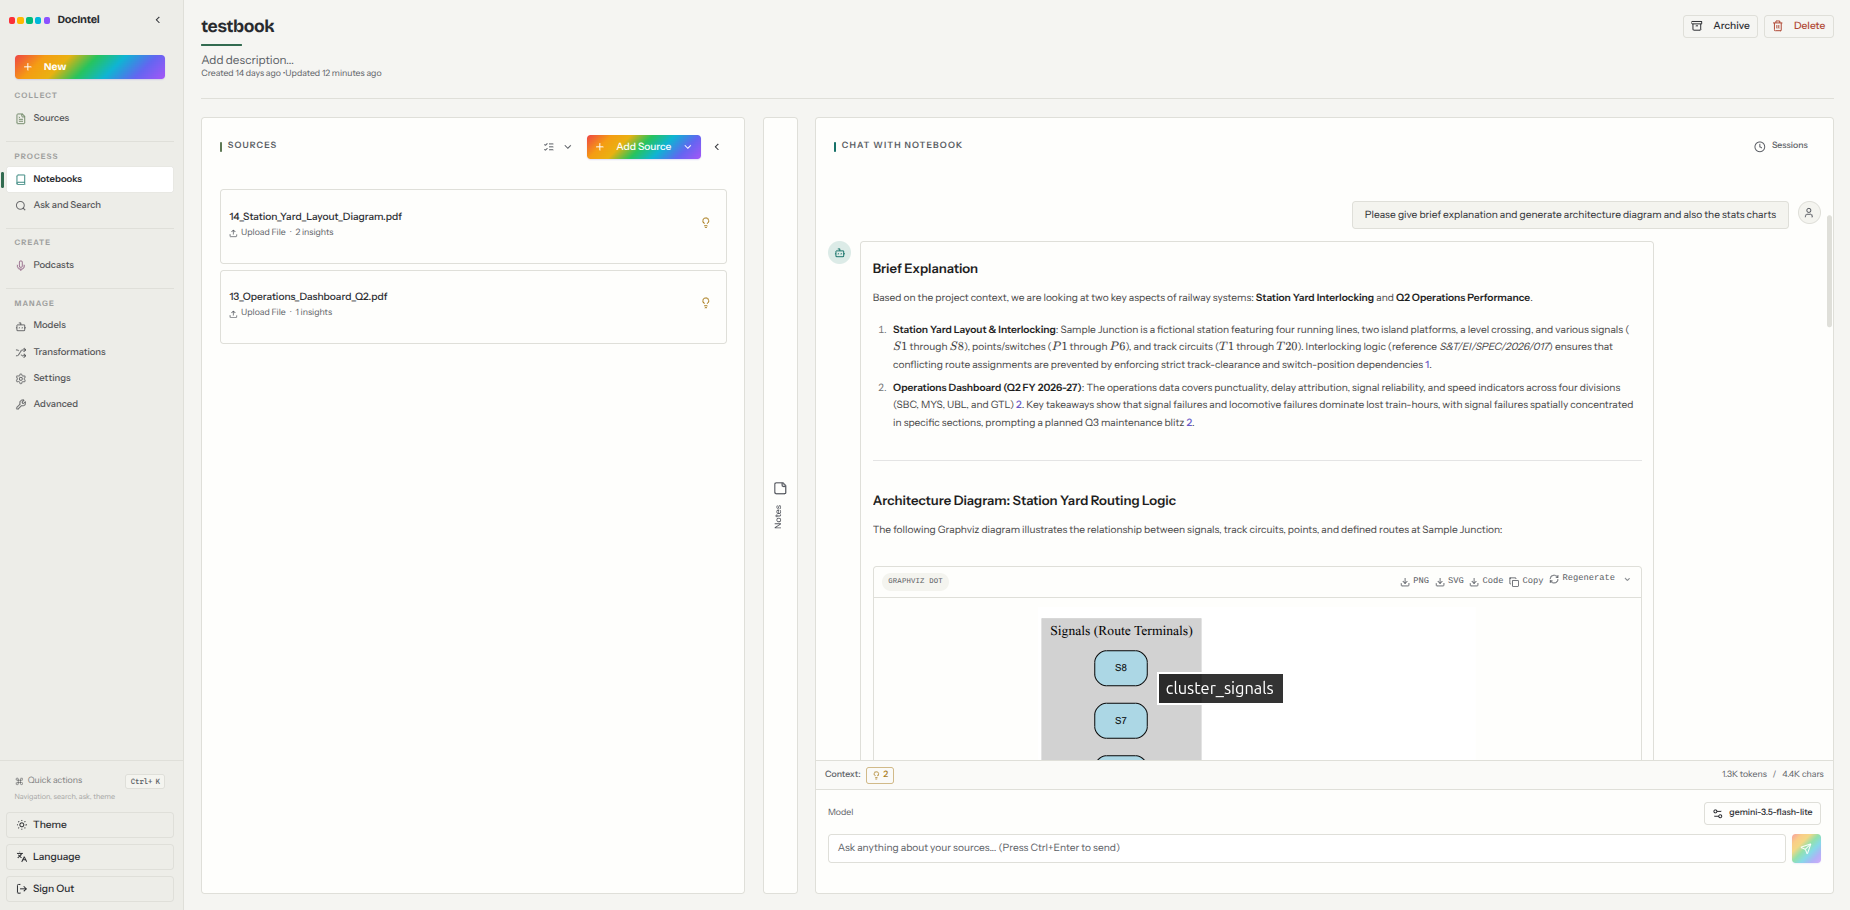 DocIntel
New
COLLECT
Sources
PROCESS
Notebooks
Ask and Search
CREATE
Podcasts
MANAGE
Models
Transformations
Settings
Advanced
Quick actions
Ctrl+ K
Navigation, search, ask, theme
Theme
Language
Sign Out
testbook
Add description...
Created 14 days ago ·Updated 12 minutes ago
Archive
Delete
SOURCES
Add Source
14_Station_Yard_Layout_Diagram.pdf
Upload File · 2 insights
13_Operations_Dashboard_Q2.pdf
Upload File · 1 insights
Notes
CHAT WITH NOTEBOOK
Sessions
Please give brief explanation and generate architecture diagram and also the stats charts
Brief Explanation
Based on the project context, we are looking at two key aspects of railway systems: Station Yard Interlocking and Q2 Operations Performance.
1. Station Yard Layout & Interlocking: Sample Junction is a fictional station featuring four running lines, two island platforms, a level crossing, and various signals (
S1 through S8), points/switches (P1 through P6), and track circuits (T1 through T20). Interlocking logic (reference S&T/EI/SPEC/2026/017) ensures that
conflicting route assignments are prevented by enforcing strict track-clearance and switch-position dependencies 1.
2. Operations Dashboard (Q2 FY 2026-27): The operations data covers punctuality, delay attribution, signal reliability, and speed indicators across four divisions
(SBC, MYS, UBL, and GTL) 2. Key takeaways show that signal failures and locomotive failures dominate lost train-hours, with signal failures spatially concentrated
in specific sections, prompting a planned Q3 maintenance blitz 2.
Architecture Diagram: Station Yard Routing Logic
The following Graphviz diagram illustrates the relationship between signals, track circuits, points, and defined routes at Sample Junction:
GRAPHVIZ DOT
PNG
SVG
Code
Copy
Regenerate
Signals (Route Terminals)
S8
cluster_signals
S7
Context: 2
1.3K tokens / 4.4K chars
Model
gemini-3.5-flash-lite
Ask anything about your sources... (Press Ctrl+Enter to send)